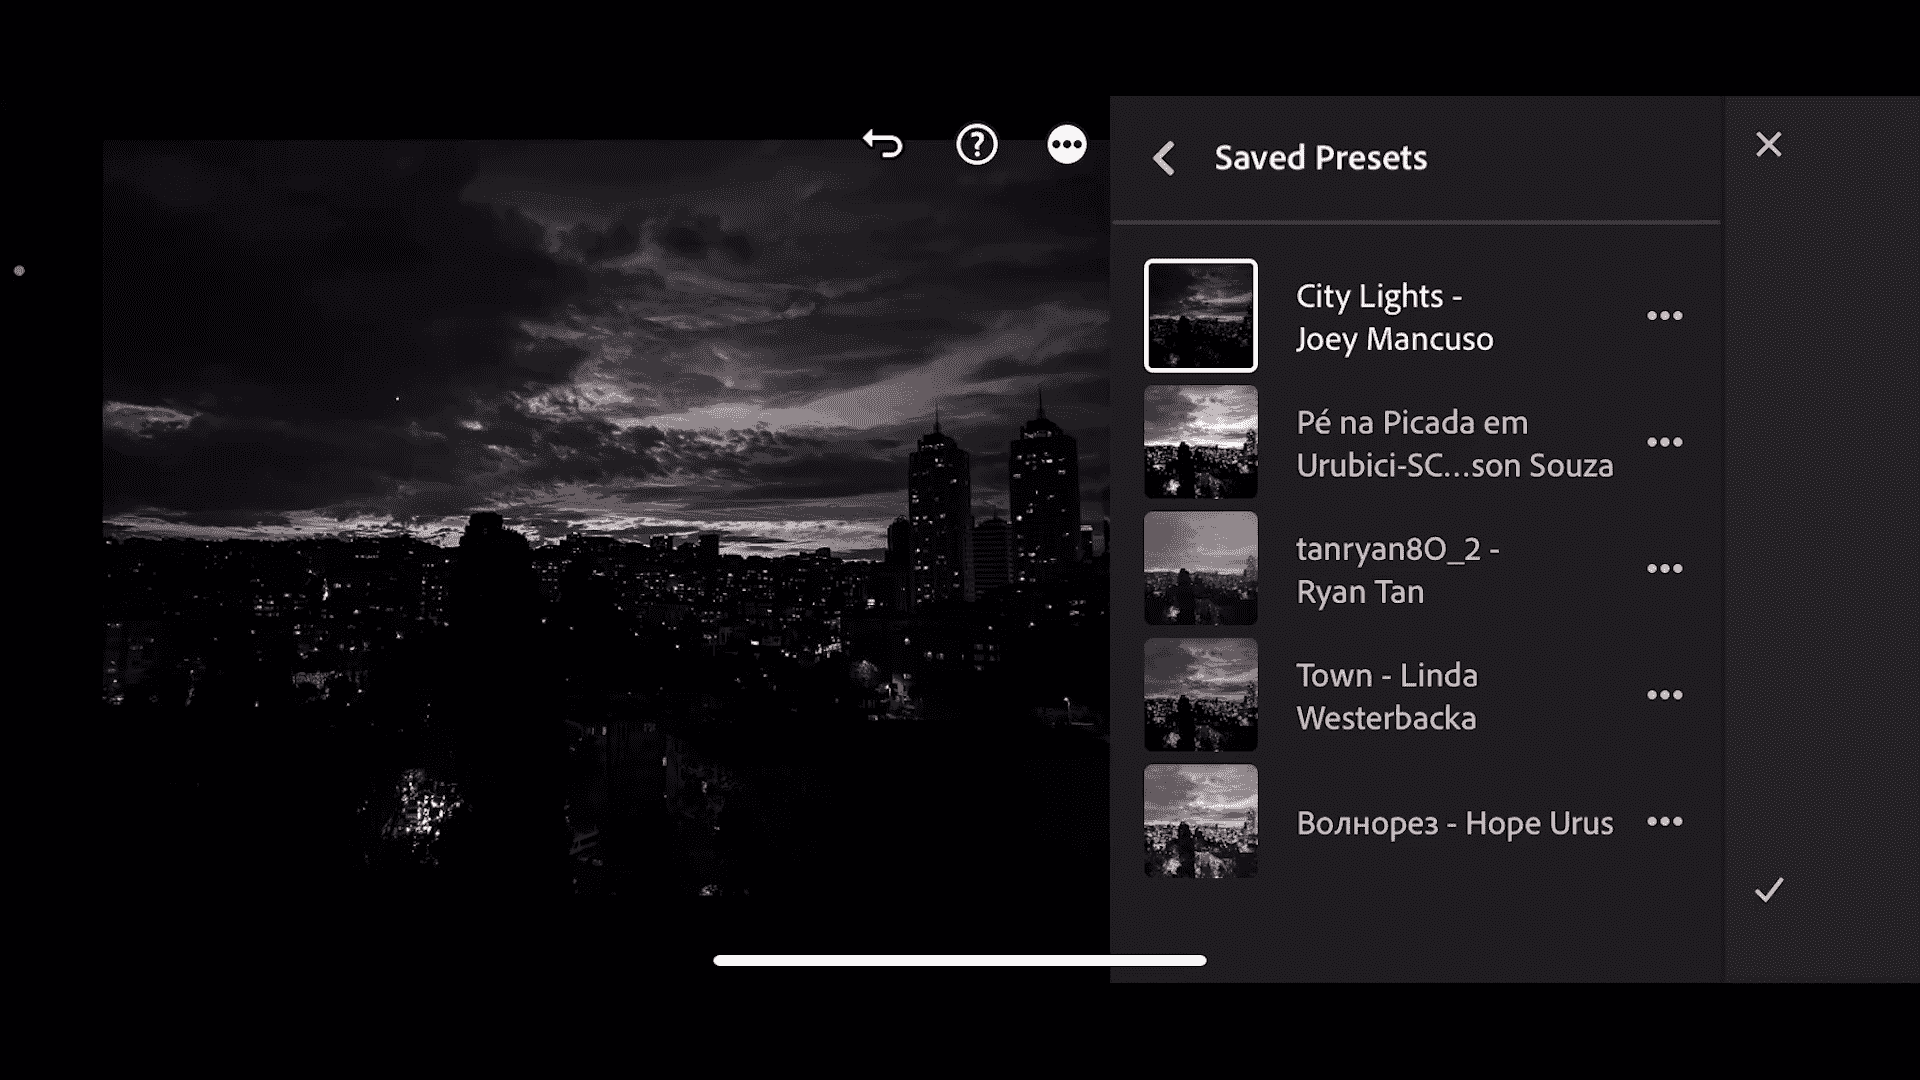 Saved Presets
City Lights -
Joey Mancuso
Pé na Picada em
Urubici-SC...son Souza
tanryan8O_2 -
Ryan Tan
Town - Linda
Westerbacka
Волнорез - Hope Urus